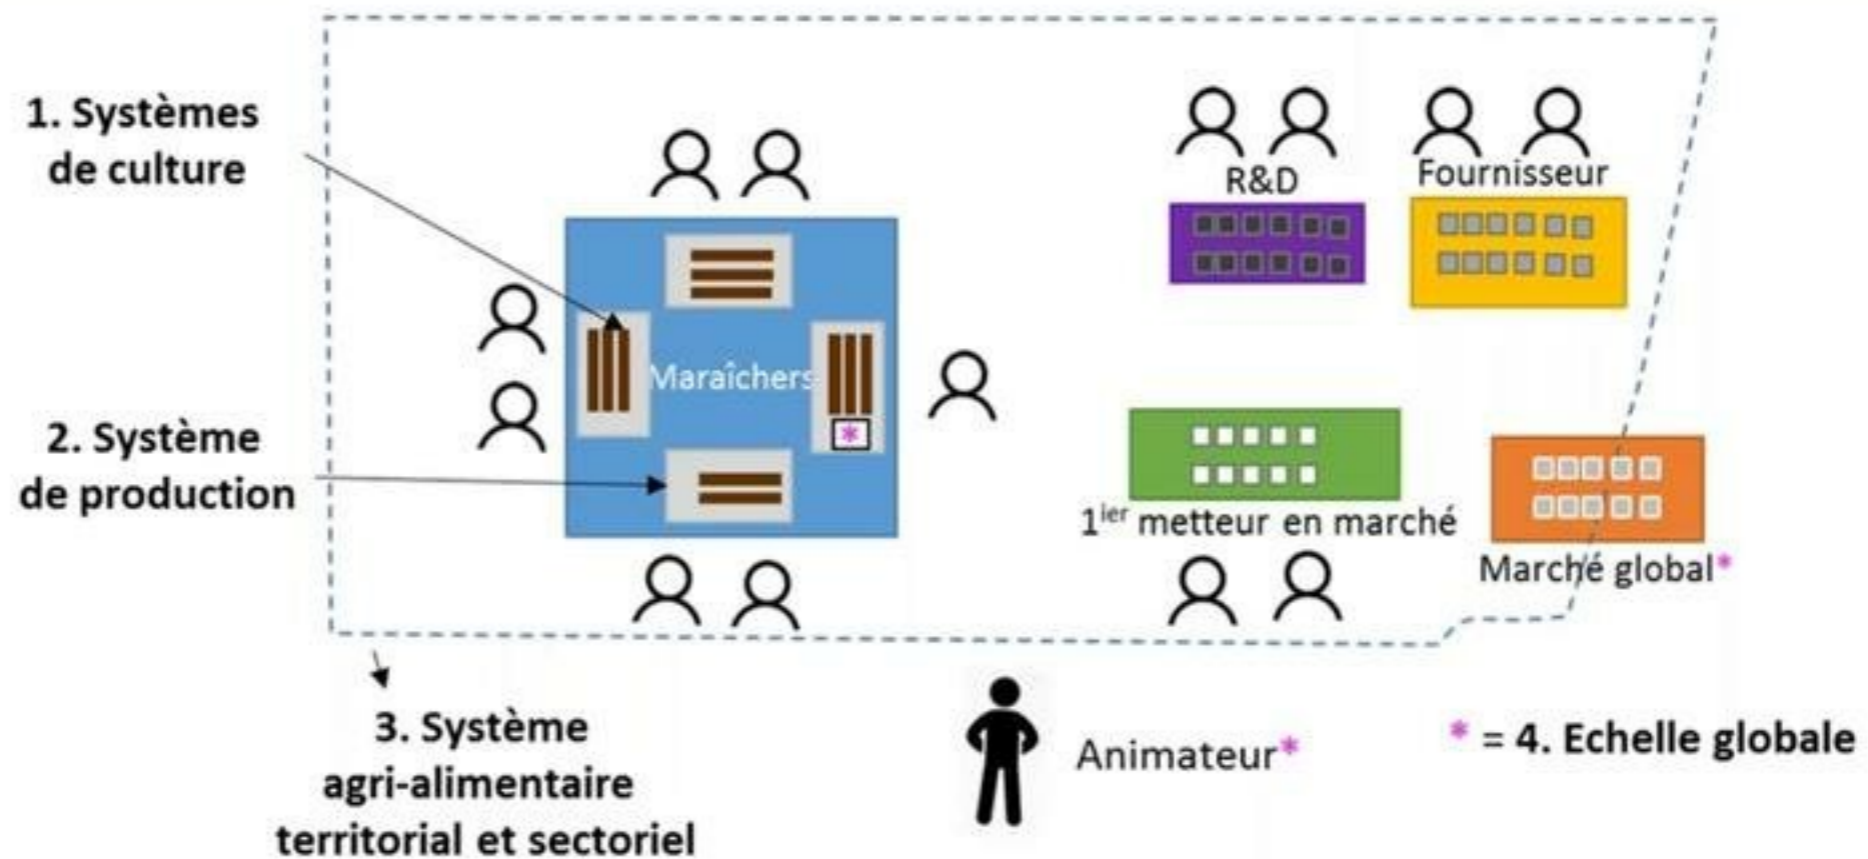 1. Systèmes
de culture
R&D
Fournisseur
Maraîchers
*
2. Système
de production
1ier metteur en marché
Marché global*
3. Système
agri-alimentaire
territorial et sectoriel
Animateur*
* = 4. Echelle globale